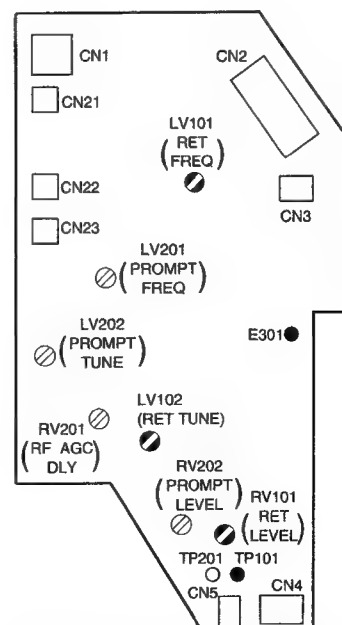 CN1
CN2
CN21
LV101
(RET
FREQ)
CN22
CN3
CN23
LV201
(PROMPT
FREQ)
LV202
(PROMPT
TUNE)
E301
LV102
(RET TUNE)
RV201
(RF AGC
DLY)
RV202
(PROMPT
LEVEL)
RV101
(RET
LEVEL)
TP201 TP101
CN5
CN4